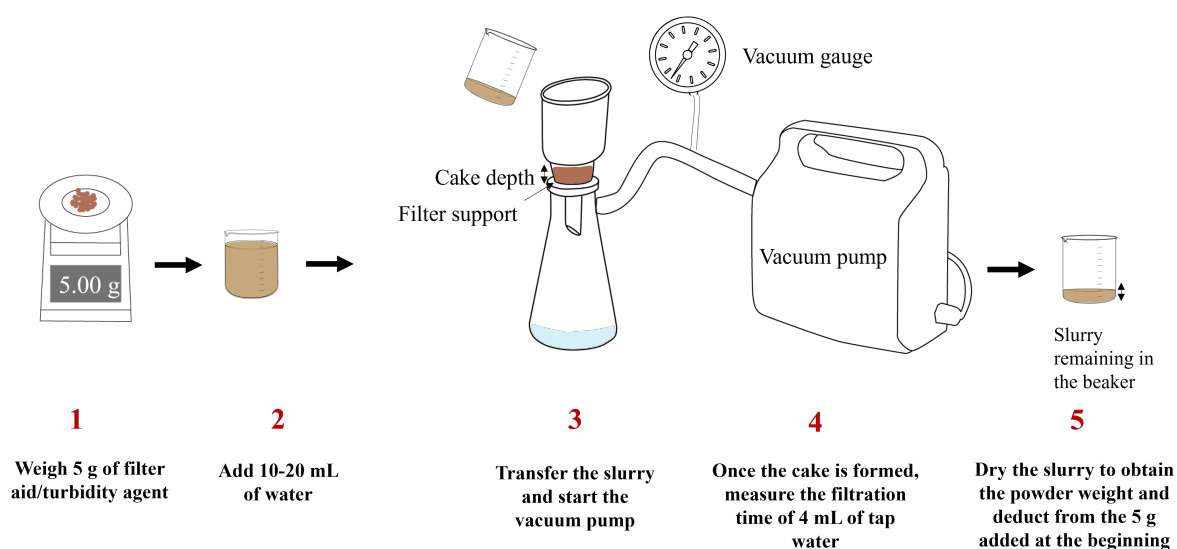 Vacuum gauge
Cake depth
Filter support
5.00 g
Vacuum pump
Slurry
remaining in
the beaker
1
Weigh 5 g of filter
aid/turbidity agent
2
Add 10-20 mL
of water
3
Transfer the slurry
and start the
vacuum pump
4
Once the cake is formed,
measure the filtration
time of 4 mL of tap
water
5
Dry the slurry to obtain
the powder weight and
deduct from the 5 g
added at the beginning